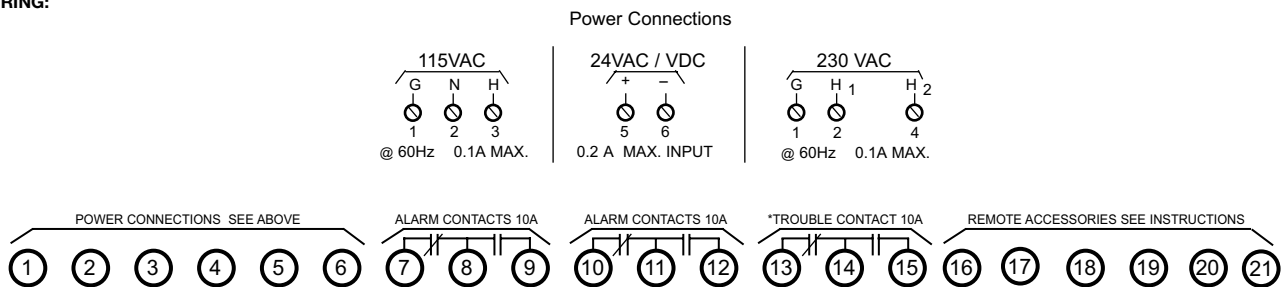 RING:
Power Connections
115VAC 24VAC / VDC 230 VAC
G N H + – G H 1 H 2
1 2 3 5 6 1 2 4
@ 60Hz 0.1A MAX. 0.2 A MAX. INPUT @ 60Hz 0.1A MAX.
POWER CONNECTIONS SEE ABOVE ALARM CONTACTS 10A ALARM CONTACTS 10A *TROUBLE CONTACT 10A REMOTE ACCESSORIES SEE INSTRUCTIONS
1 2 3 4 5 6 7 8 9 10 11 12 13 14 15 16 17 18 19 20 21